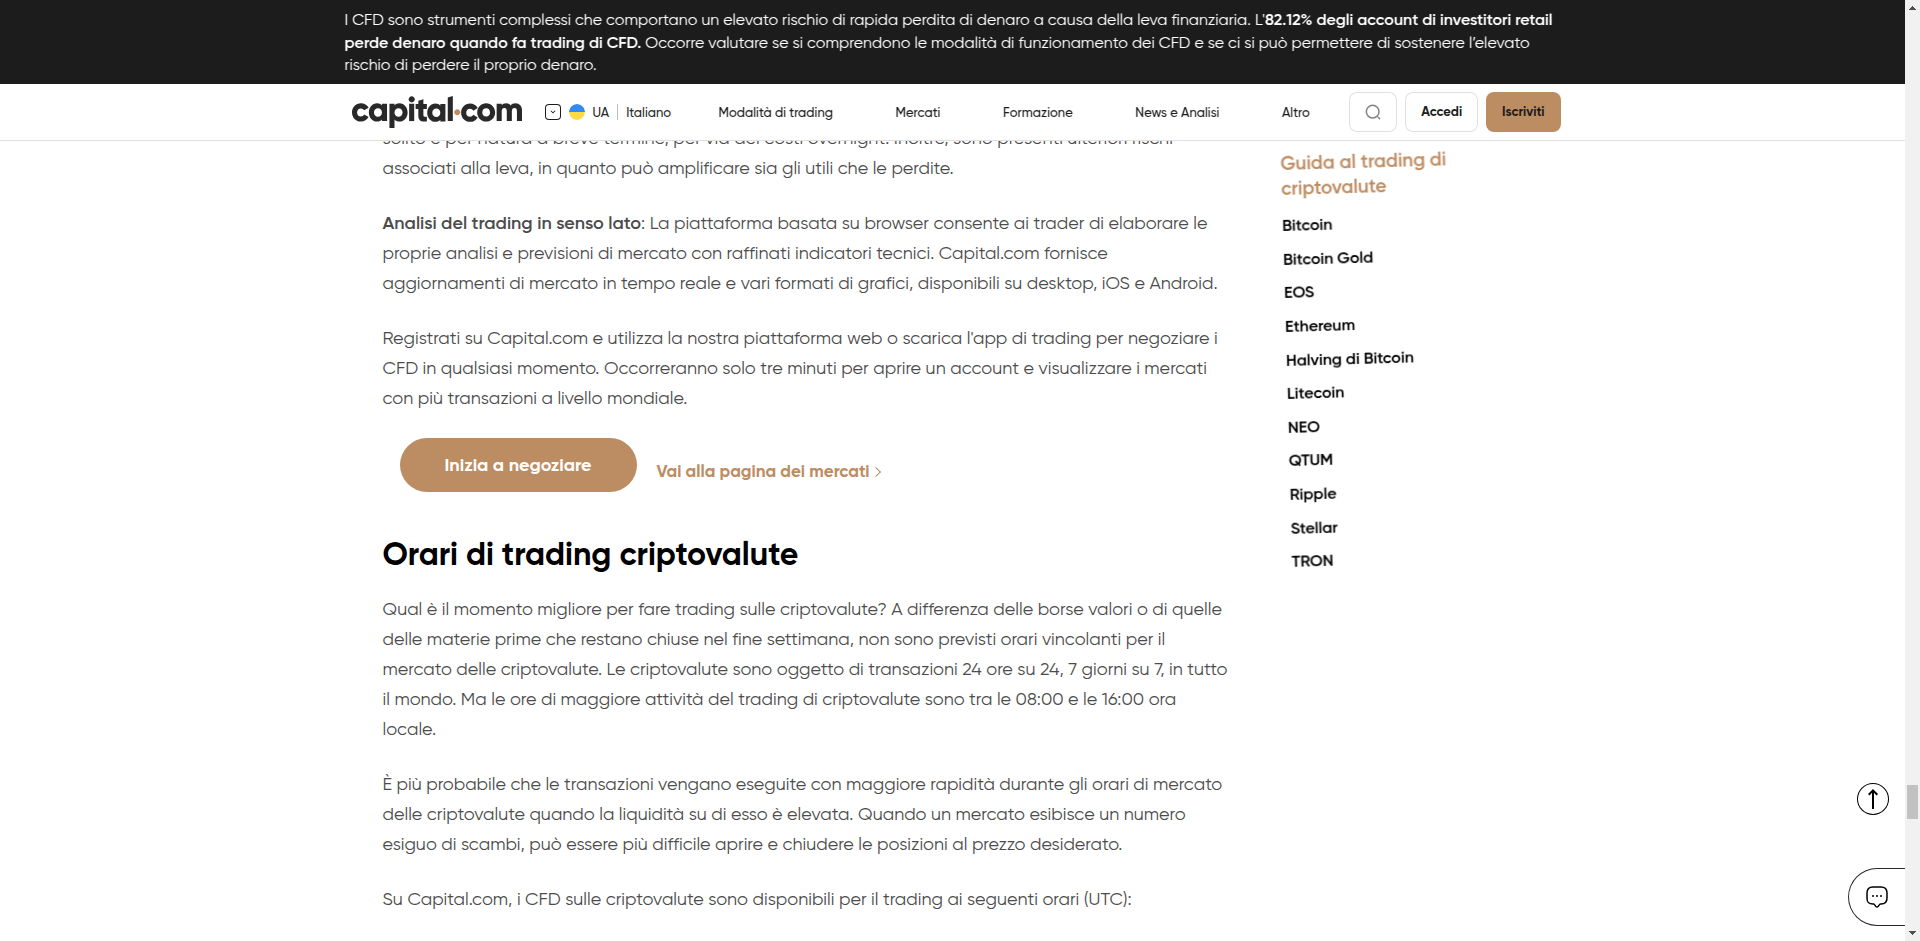 I CFD sono strumenti complessi che comportano un elevato rischio di rapida perdita di denaro a causa della leva finanziaria. L'82.12% degli account di investitori retail
perde denaro quando fa trading di CFD. Occorre valutare se si comprendono le modalità di funzionamento dei CFD e se ci si può permettere di sostenere l’elevato
rischio di perdere il proprio denaro.
capital.com
UA | Italiano
Modalità di trading
Mercati
Formazione
News e Analisi
Altro
Accedi
Iscriviti
solito è per natura a breve termine, per via dei costi overnight. Inoltre, sono presenti ulteriori rischi
associati alla leva, in quanto può amplificare sia gli utili che le perdite.
Analisi del trading in senso lato: La piattaforma basata su browser consente ai trader di elaborare le
proprie analisi e previsioni di mercato con raffinati indicatori tecnici. Capital.com fornisce
aggiornamenti di mercato in tempo reale e vari formati di grafici, disponibili su desktop, iOS e Android.
Registrati su Capital.com e utilizza la nostra piattaforma web o scarica l'app di trading per negoziare i
CFD in qualsiasi momento. Occorreranno solo tre minuti per aprire un account e visualizzare i mercati
con più transazioni a livello mondiale.
Inizia a negoziare
Vai alla pagina dei mercati
Orari di trading criptovalute
Qual è il momento migliore per fare trading sulle criptovalute? A differenza delle borse valori o di quelle
delle materie prime che restano chiuse nel fine settimana, non sono previsti orari vincolanti per il
mercato delle criptovalute. Le criptovalute sono oggetto di transazioni 24 ore su 24, 7 giorni su 7, in tutto
il mondo. Ma le ore di maggiore attività del trading di criptovalute sono tra le 08:00 e le 16:00 ora
locale.
È più probabile che le transazioni vengano eseguite con maggiore rapidità durante gli orari di mercato
delle criptovalute quando la liquidità su di esso è elevata. Quando un mercato esibisce un numero
esiguo di scambi, può essere più difficile aprire e chiudere le posizioni al prezzo desiderato.
Su Capital.com, i CFD sulle criptovalute sono disponibili per il trading ai seguenti orari (UTC):
Guida al trading di
criptovalute
Bitcoin
Bitcoin Gold
EOS
Ethereum
Halving di Bitcoin
Litecoin
NEO
QTUM
Ripple
Stellar
TRON